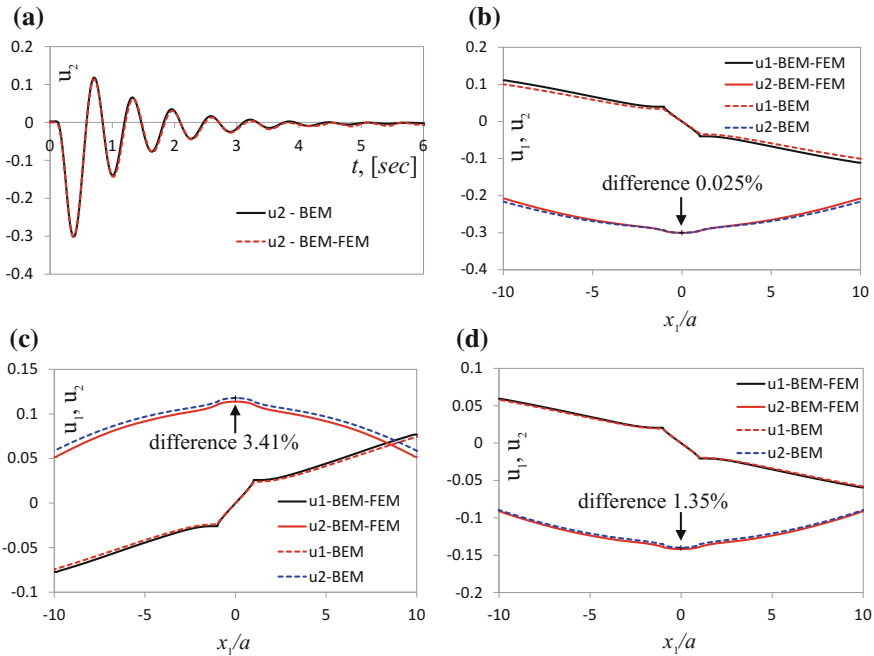 (a)
0.2
0.1
0
-0.1
-0.2
-0.3
-0.4
u2
0 1 2 3 4 5 6
t, [sec]
u2 - BEM
u2 - BEM-FEM
(b)
0.2
0.1
0
-0.1
-0.2
-0.3
-0.4
u1, u2
u1-BEM-FEM
u2-BEM-FEM
u1-BEM
u2-BEM
difference 0.025%
-10 -5 0 5 10
x1/a
(c)
0.15
0.1
0.05
0
-0.05
-0.1
u1, u2
difference 3.41%
u1-BEM-FEM
u2-BEM-FEM
u1-BEM
u2-BEM
-10 -5 0 5 10
x1/a
(d)
0.1
0.05
0
-0.05
-0.1
-0.15
-0.2
u1, u2
u1-BEM-FEM
u2-BEM-FEM
u1-BEM
u2-BEM
difference 1.35%
-10 -5 0 5 10
x1/a